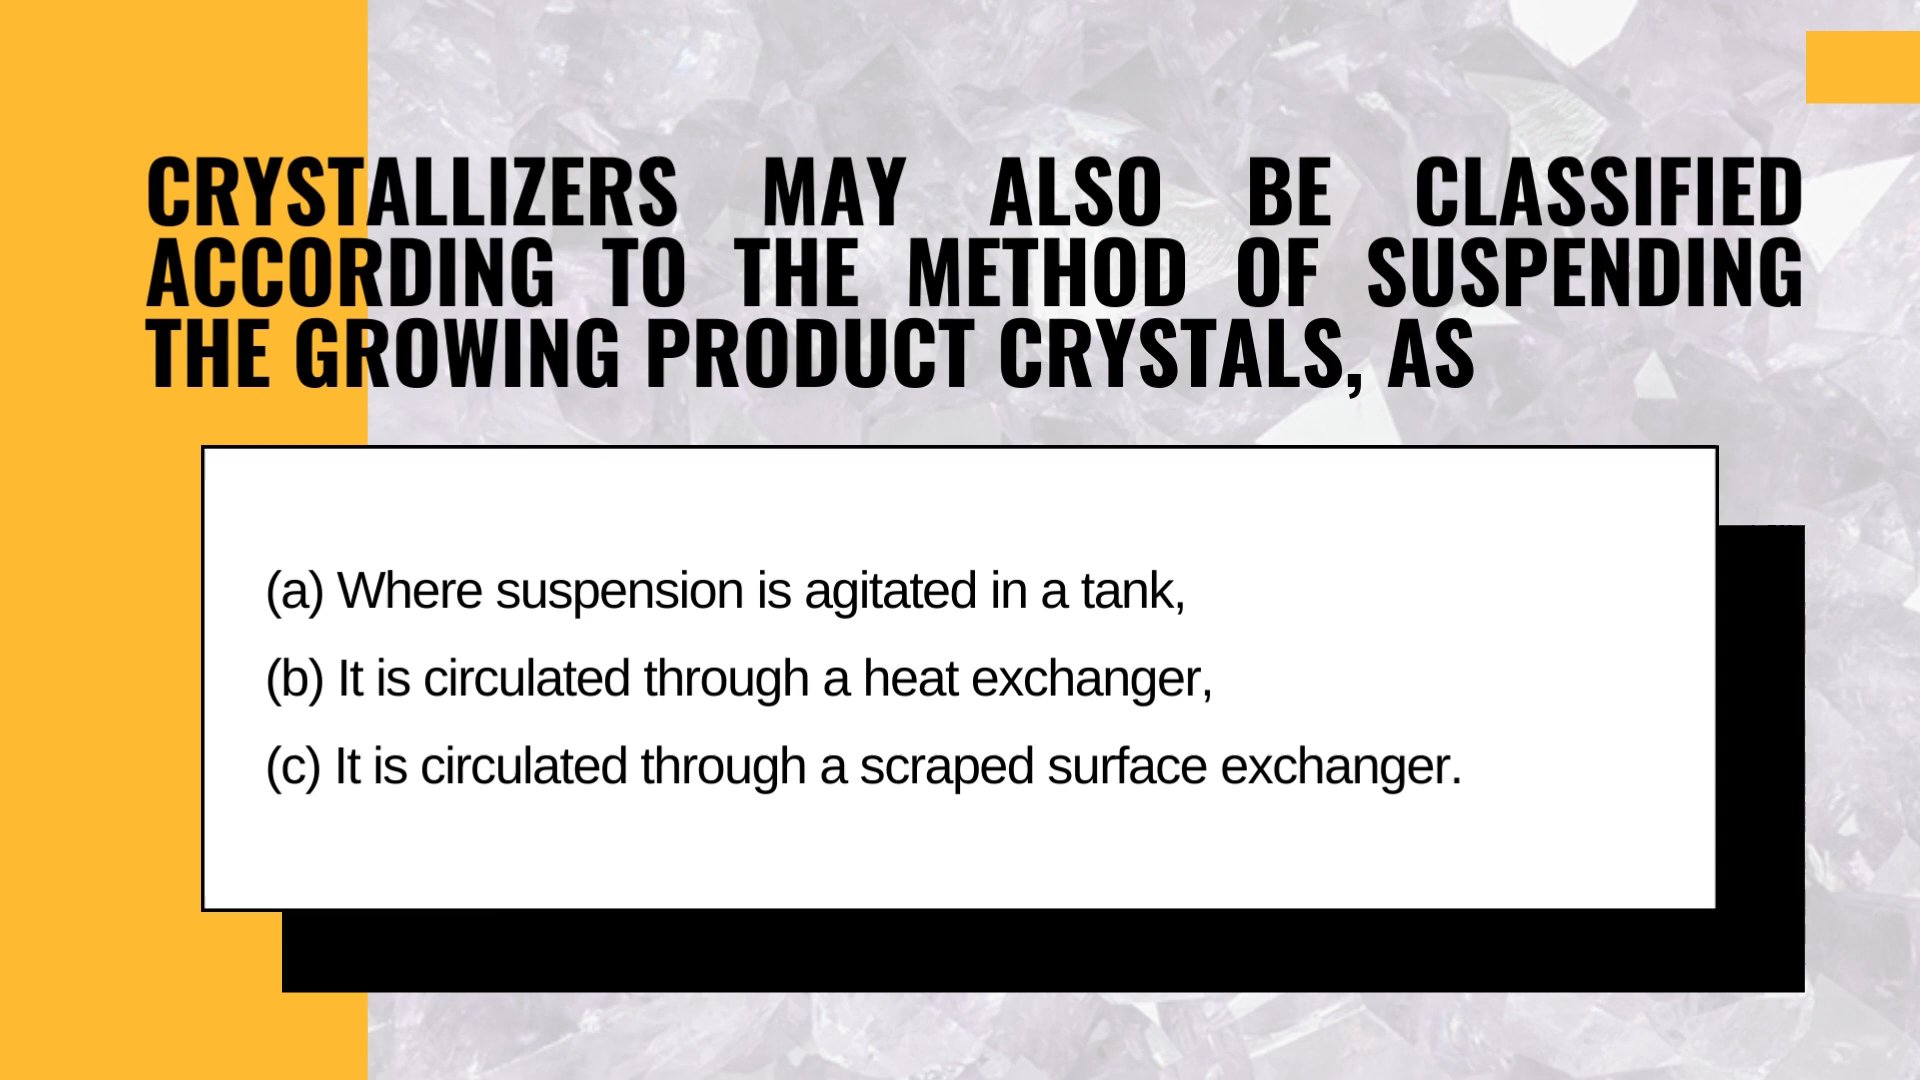 CRYSTALLIZERS MAY ALSO BE CLASSIFIED
ACCORDING TO THE METHOD OF SUSPENDING
THE GROWING PRODUCT CRYSTALS, AS
(a) Where suspension is agitated in a tank,
(b) It is circulated through a heat exchanger,
(c) It is circulated through a scraped surface exchanger.